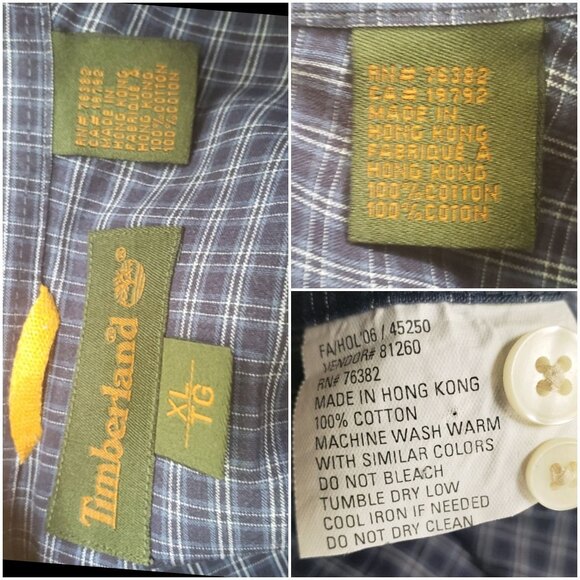 RN# 76382
CA# 19792
MADE IN
HONG KONG
FABRIQUE À
HONG KONG
100% COTTON
100% COTON
Timberland
XL
TG
RN# 76382
CA# 19792
MADE IN
HONG KONG
FABRIQUE À
HONG KONG
100% COTTON
100% COTON
FA/HOL'06 / 45250
VENDOR# 81260
RN# 76382
MADE IN HONG KONG
100% COTTON
MACHINE WASH WARM
WITH SIMILAR COLORS
DO NOT BLEACH
TUMBLE DRY LOW
COOL IRON IF NEEDED
DO NOT DRY CLEAN